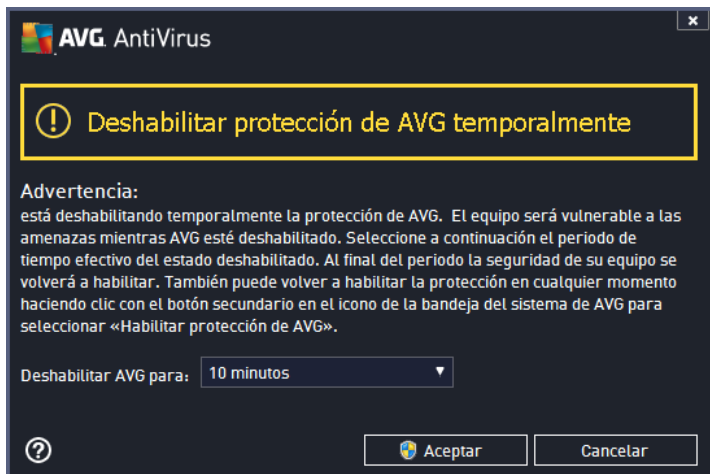 AVG. AntiVirus
Deshabilitar protección de AVG temporalmente
Advertencia:
está deshabilitando temporalmente la protección de AVG. El equipo será vulnerable a las
amenazas mientras AVG esté deshabilitado. Seleccione a continuación el periodo de
tiempo efectivo del estado deshabilitado. Al final del periodo la seguridad de su equipo se
volverá a habilitar. También puede volver a habilitar la protección en cualquier momento
haciendo clic con el botón secundario en el icono de la bandeja del sistema de AVG para
seleccionar «Habilitar protección de AVG».
Deshabilitar AVG para: 10 minutos
Aceptar Cancelar